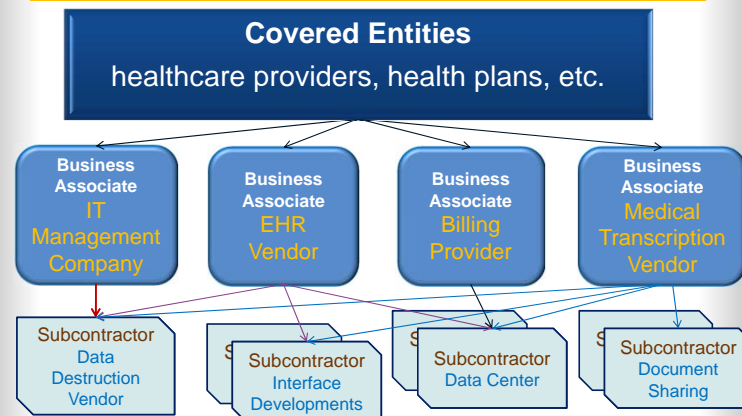 Covered Entities
healthcare providers, health plans, etc.
Business
Associate
IT
Management
Company
Business
Associate
EHR
Vendor
Business
Associate
Billing
Provider
Business
Associate
Medical
Transcription
Vendor
Subcontractor
Data
Destruction
Vendor
S
Subcontractor
Interface
Developments
S
Subcontractor
Data Center
S
Subcontractor
Document
Sharing